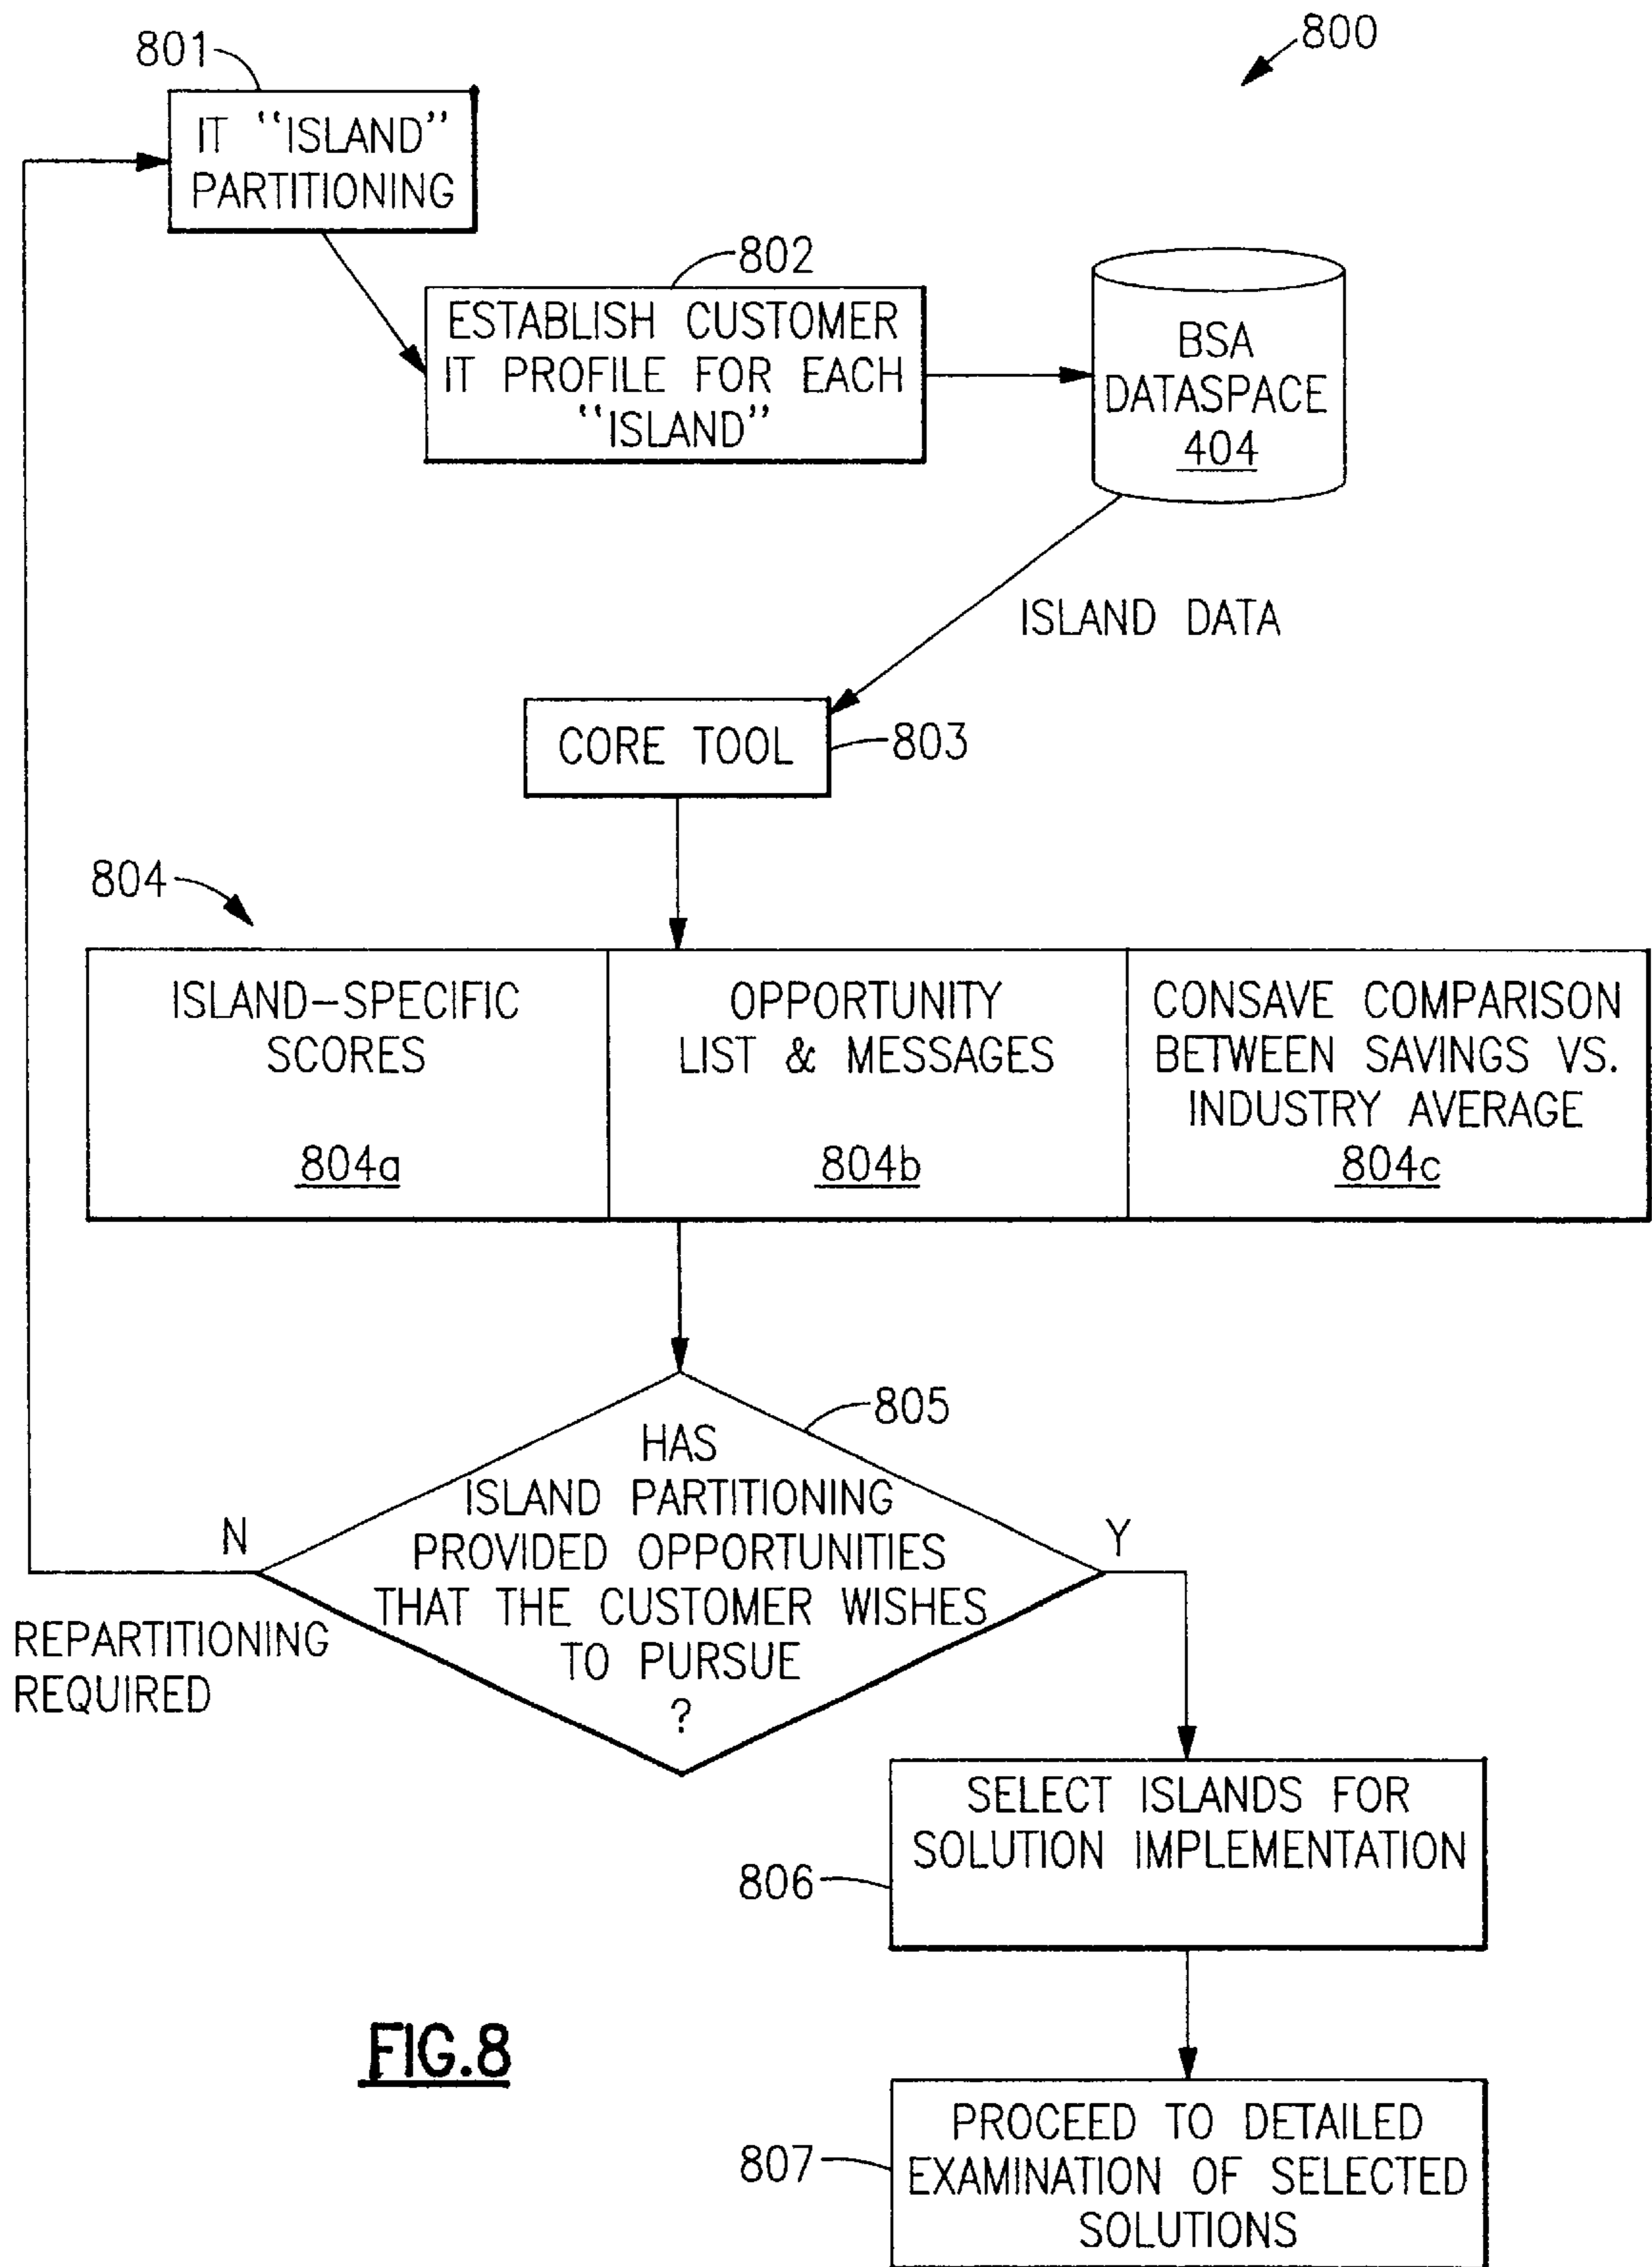 800
801
IT "ISLAND"
PARTITIONING
802
ESTABLISH CUSTOMER
IT PROFILE FOR EACH
"ISLAND"
BSA
DATASPACE
404
ISLAND DATA
CORE TOOL
803
804
ISLAND-SPECIFIC
SCORES
804a
OPPORTUNITY
LIST & MESSAGES
804b
CONSAVE COMPARISON
BETWEEN SAVINGS VS.
INDUSTRY AVERAGE
804c
805
HAS
ISLAND PARTITIONING
PROVIDED OPPORTUNITIES
THAT THE CUSTOMER WISHES
TO PURSUE
?
N
Y
REPARTITIONING
REQUIRED
SELECT ISLANDS FOR
SOLUTION IMPLEMENTATION
806
PROCEED TO DETAILED
EXAMINATION OF SELECTED
SOLUTIONS
807
FIG.8